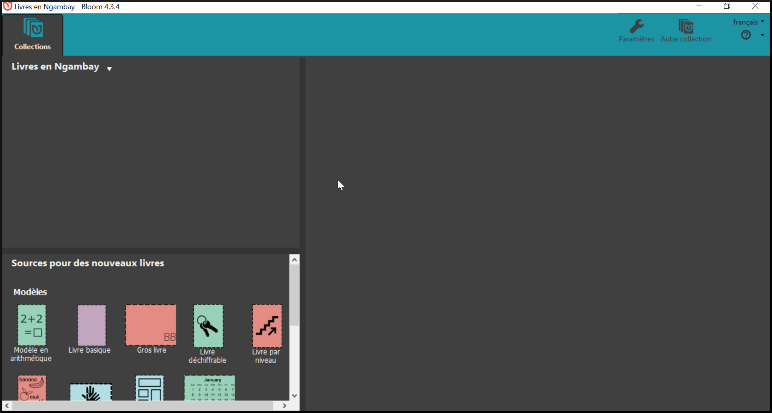 Livres en Ngambay - Bloom 4.3.4
français
Collections
Paramètres
Autre collection
Livres en Ngambay
Sources pour des nouveaux livres
Modèles
2+2
=□
BB
Modèle en
arithmétique
Livre basique
Gros livre
Livre
déchiffrable
Livre par
niveau
banana
muli
January